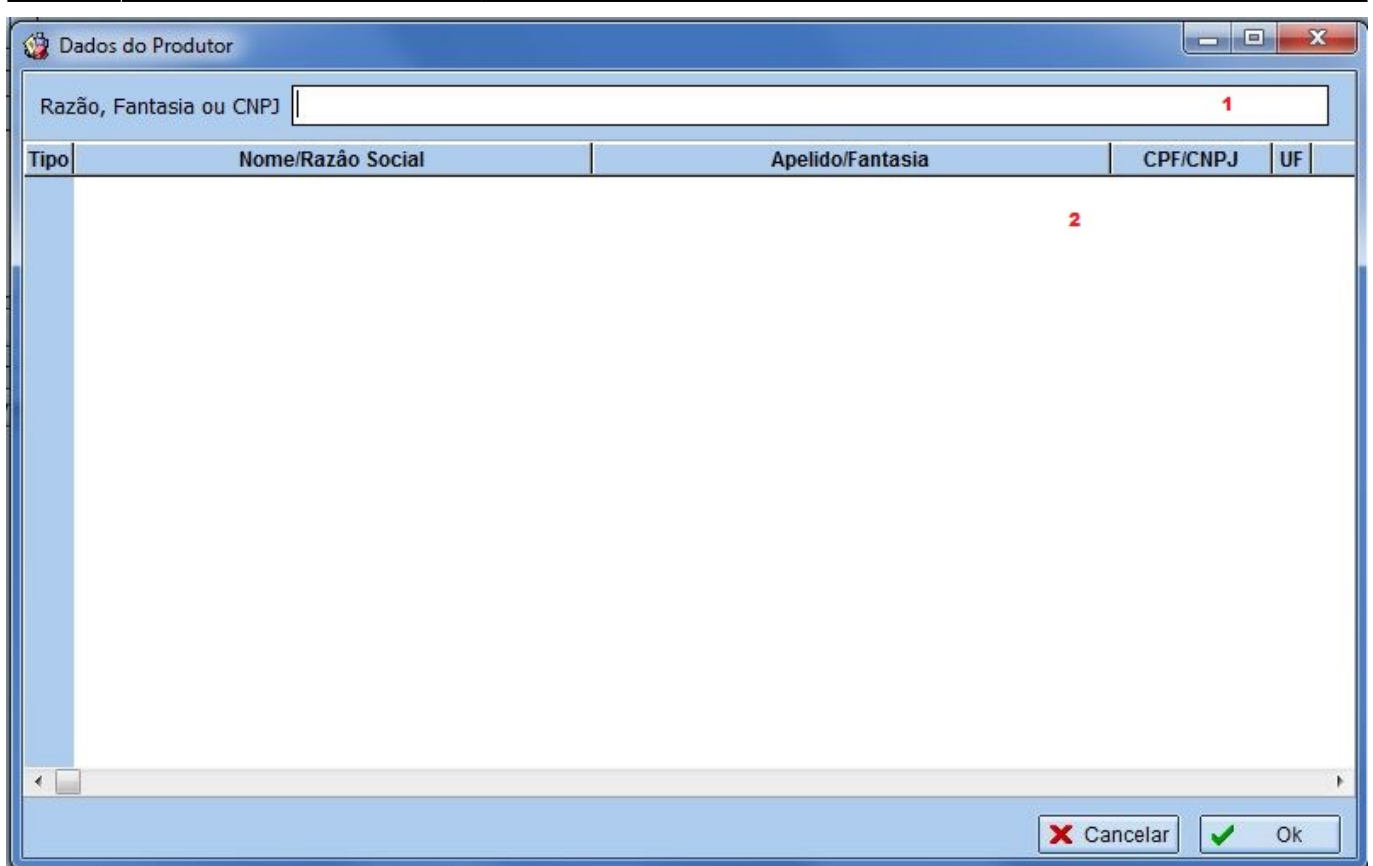 Dados do Produtor
Razão, Fantasia ou CNPJ 1
Tipo Nome/Razâo Social Apelido/Fantasia CPF/CNPJ UF
2
Cancelar Ok